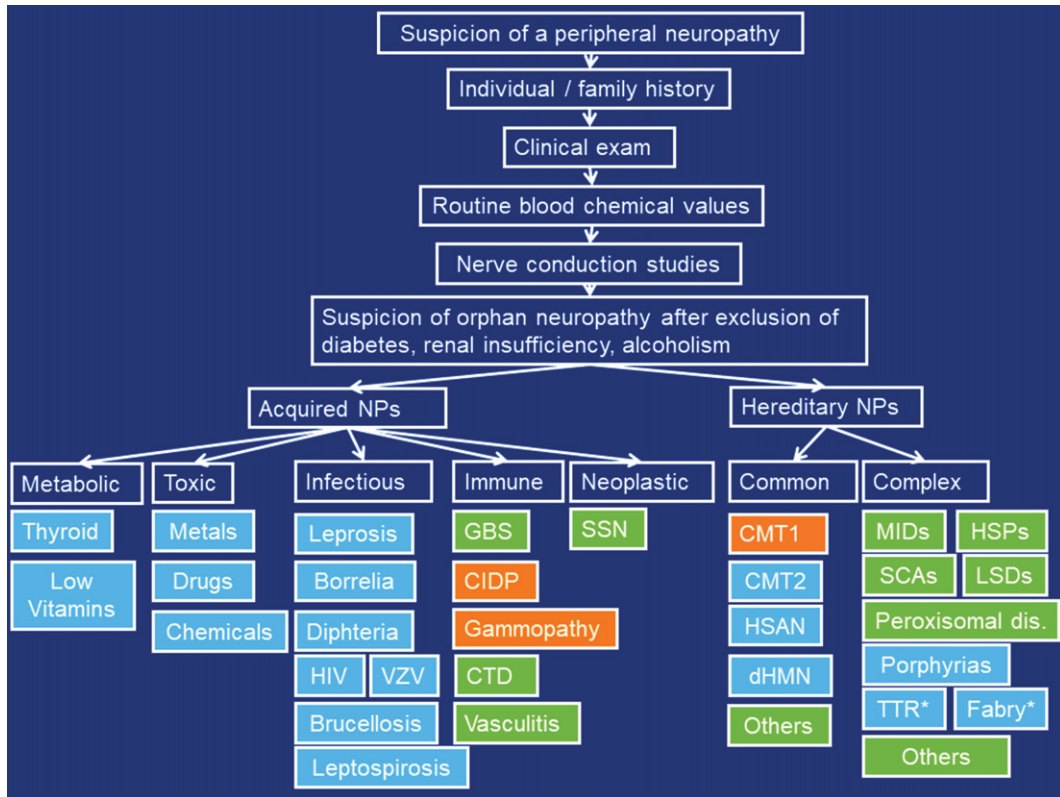 Suspicion of a peripheral neuropathy
Individual / family history
Clinical exam
Routine blood chemical values
Nerve conduction studies
Suspicion of orphan neuropathy after exclusion of
diabetes, renal insufficiency, alcoholism
Acquired NPs
Hereditary NPs
Metabolic
Toxic
Infectious
Immune
Neoplastic
Common
Complex
Thyroid
Low
Vitamins
Metals
Drugs
Chemicals
Leprosis
Borrelia
Diphteria
HIV
VZV
Brucellosis
Leptospirosis
GBS
CIDP
Gammopathy
CTD
Vasculitis
SSN
CMT1
CMT2
HSAN
dHMN
Others
MIDs
HSPs
SCAs
LSDs
Peroxisomal dis.
Porphyrias
TTR*
Fabry*
Others